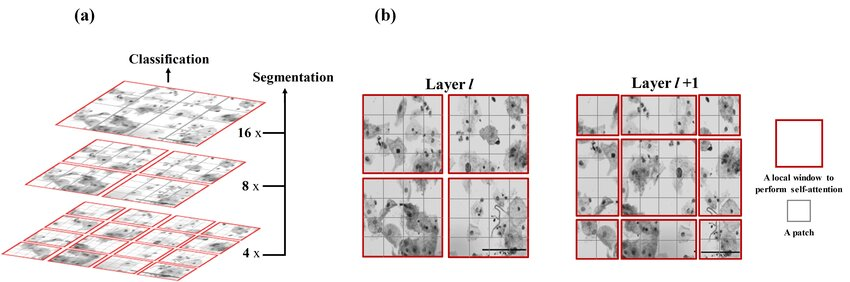 (a)
(b)
Classification
Segmentation
16 x
8 x
4 x
Layer l
Layer l +1
A local window to
perform self-attention
A patch